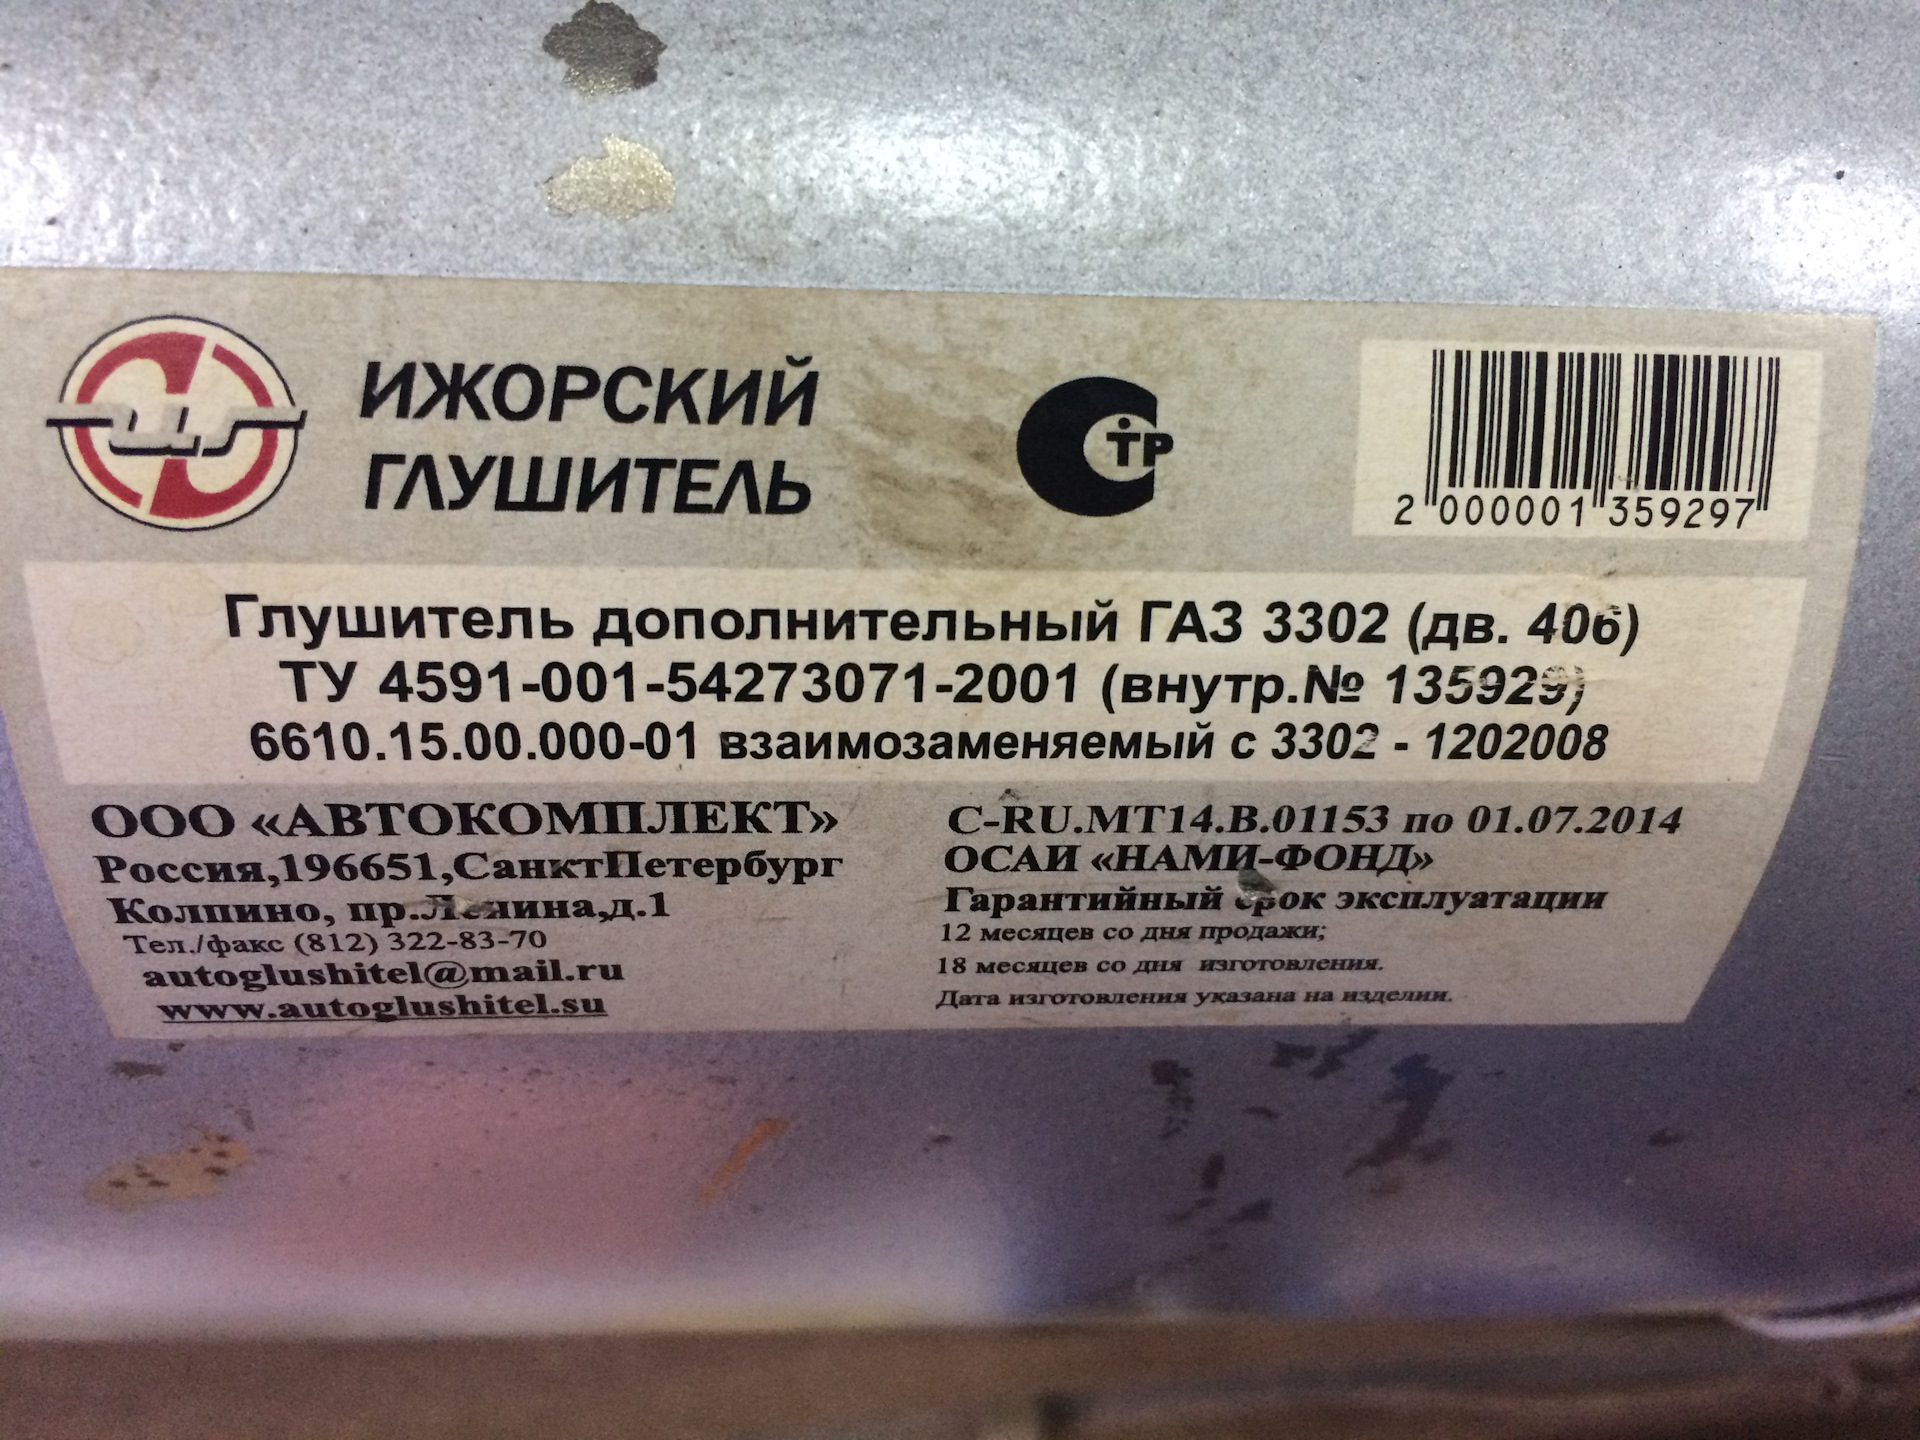 ИЖОРСКИЙ
ГЛУШИТЕЛЬ
ТР
2 000001 359297
Глушитель дополнительный ГАЗ 3302 (дв. 406)
ТУ 4591-001-54273071-2001 (внутр.№ 135929)
6610.15.00.000-01 взаимозаменяемый с 3302 - 1202008
ООО «АВТОКОМПЛЕКТ»
Россия,196651,СанктПетербург
Колпино, пр.Ленина,д.1
Тел./факс (812) 322-83-70
autoglushitel@mail.ru
www.autoglushitel.su
C-RU.МТ14.В.01153 по 01.07.2014
ОСАИ «НАМИ-ФОНД»
Гарантийный срок эксплуатации
12 месяцев со дня продажи;
18 месяцев со дня изготовления.
Дата изготовления указана на изделии.